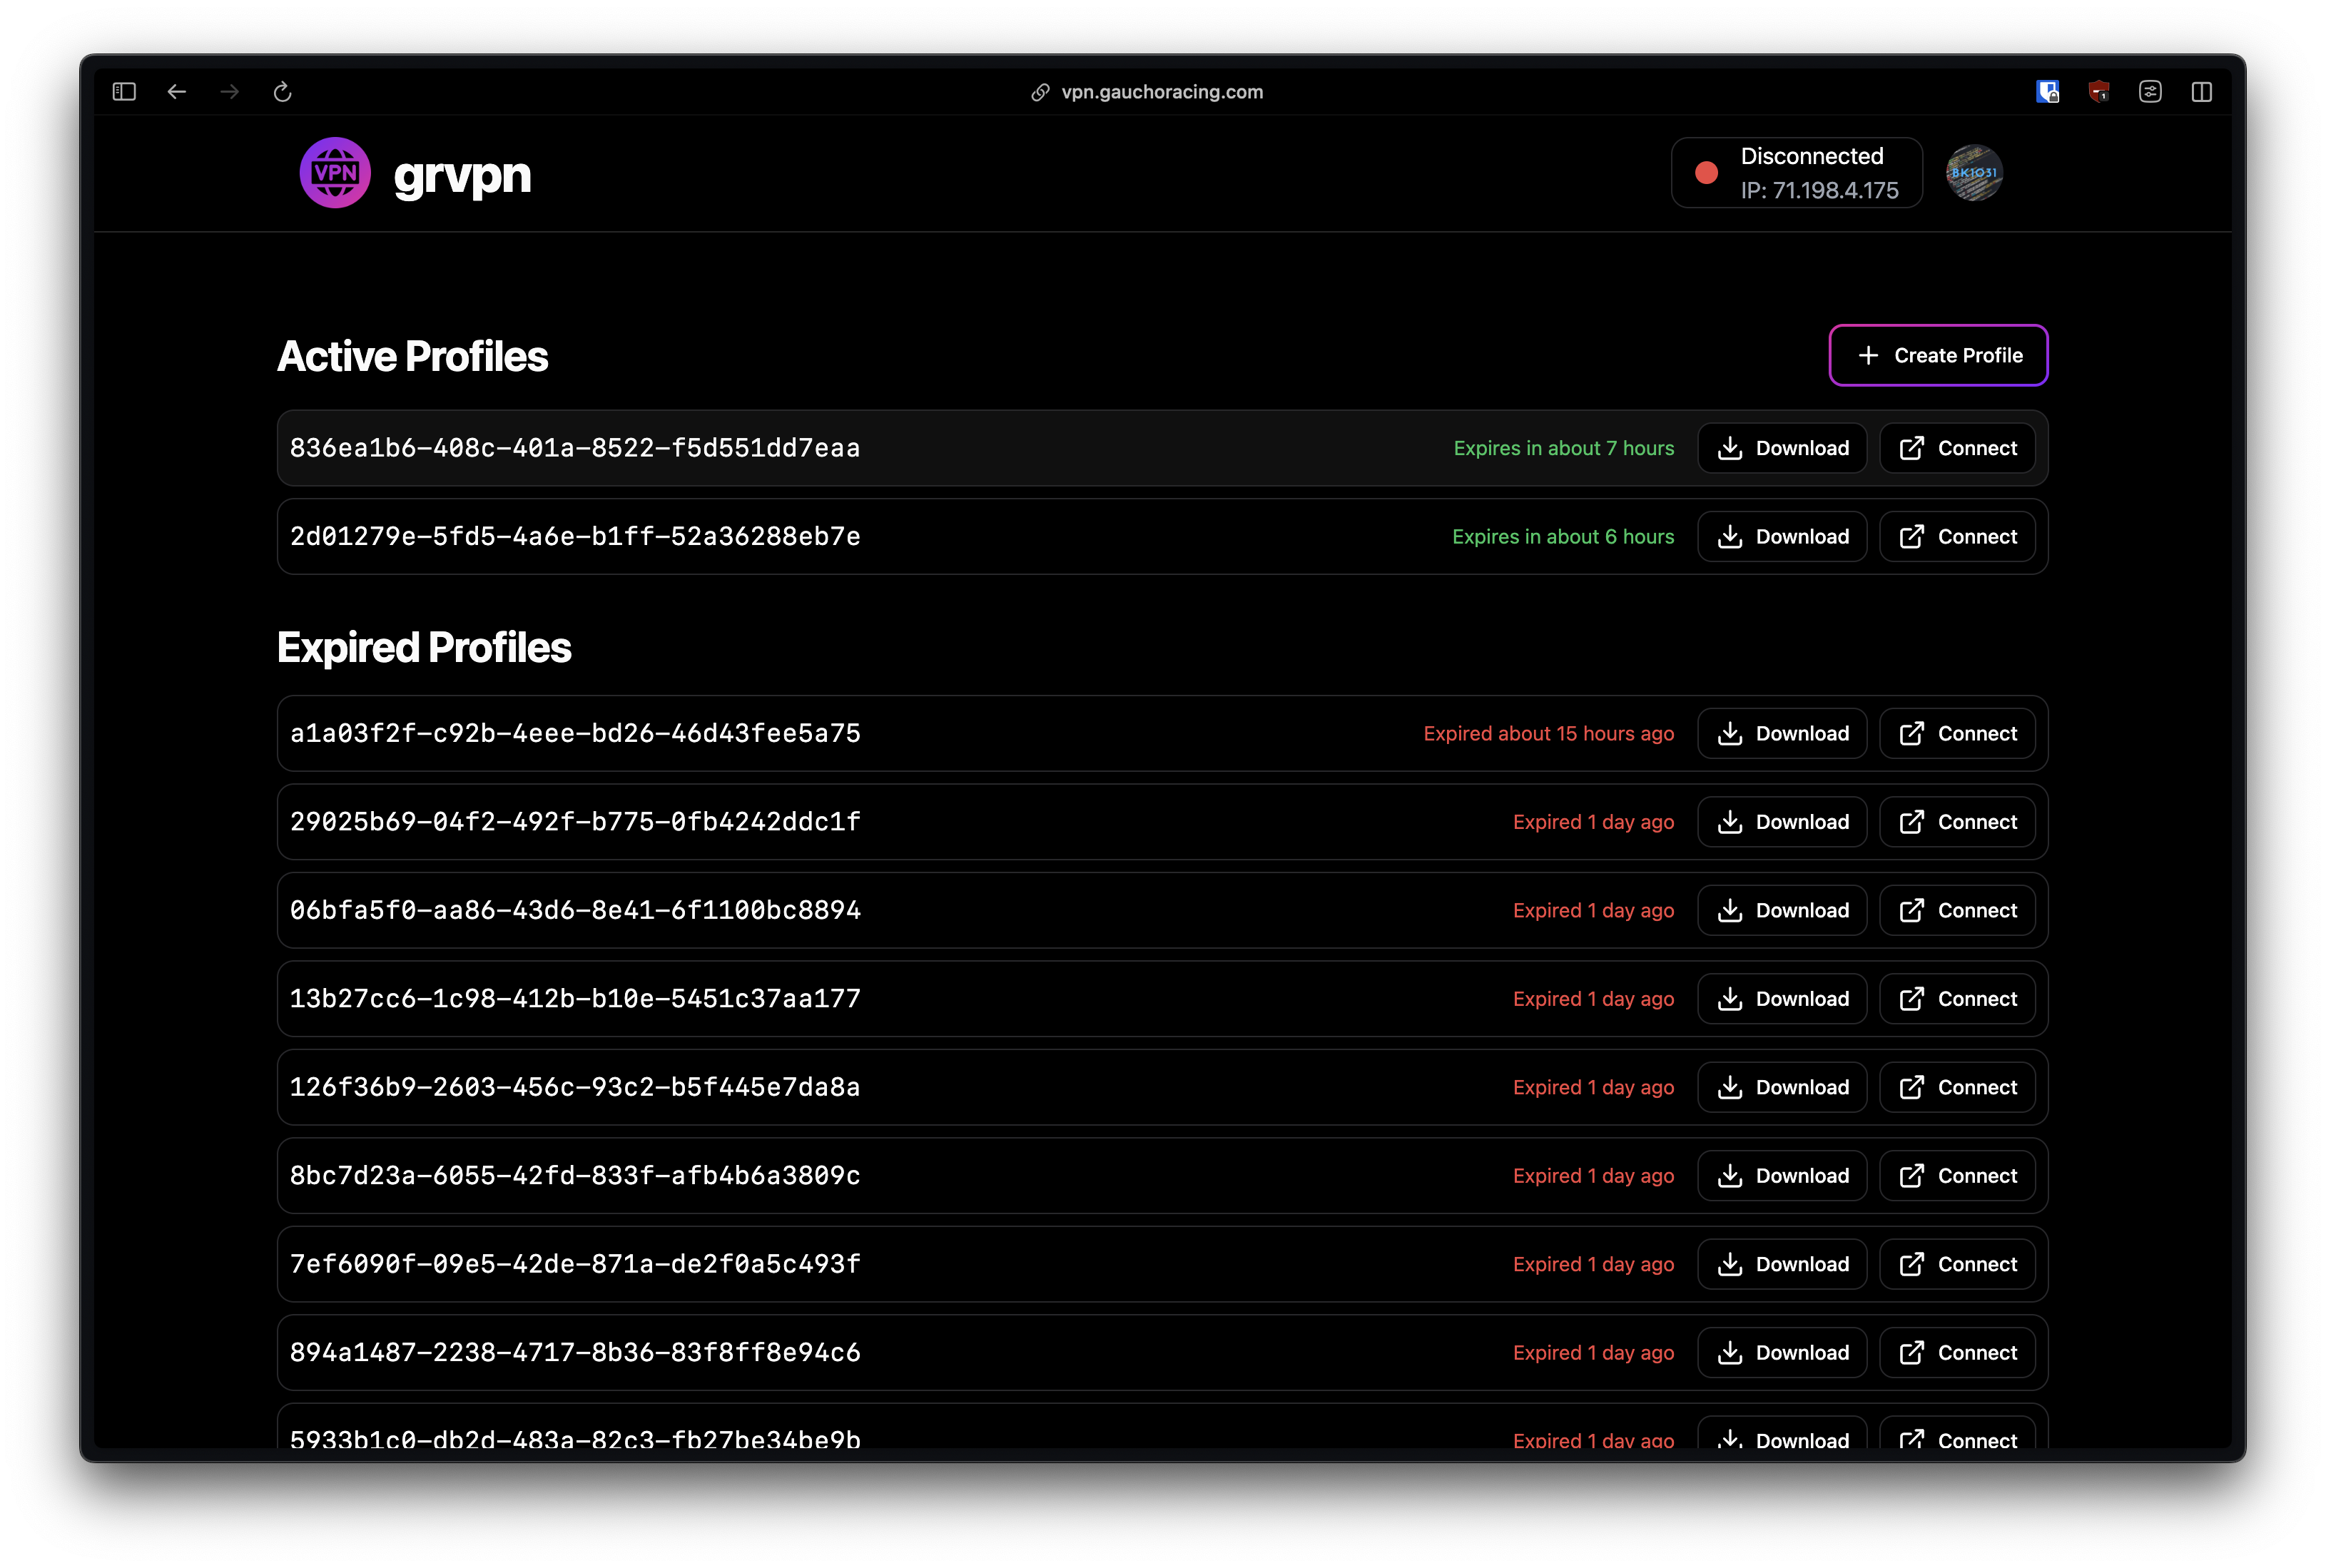 vpn.gauchoracing.com
1
VPN
grvpn
Disconnected
IP: 71.198.4.175
BK1031
Active Profiles
Create Profile
836ea1b6-408c-401a-8522-f5d551dd7eaa Expires in about 7 hours Download Connect
2d01279e-5fd5-4a6e-b1ff-52a36288eb7e Expires in about 6 hours Download Connect
Expired Profiles
a1a03f2f-c92b-4eee-bd26-46d43fee5a75 Expired about 15 hours ago Download Connect
29025b69-04f2-492f-b775-0fb4242ddc1f Expired 1 day ago Download Connect
06bfa5f0-aa86-43d6-8e41-6f1100bc8894 Expired 1 day ago Download Connect
13b27cc6-1c98-412b-b10e-5451c37aa177 Expired 1 day ago Download Connect
126f36b9-2603-456c-93c2-b5f445e7da8a Expired 1 day ago Download Connect
8bc7d23a-6055-42fd-833f-afb4b6a3809c Expired 1 day ago Download Connect
7ef6090f-09e5-42de-871a-de2f0a5c493f Expired 1 day ago Download Connect
894a1487-2238-4717-8b36-83f8ff8e94c6 Expired 1 day ago Download Connect
5933b1c0-db2d-483a-82c3-fb27be34be9b Expired 1 day ago Download Connect